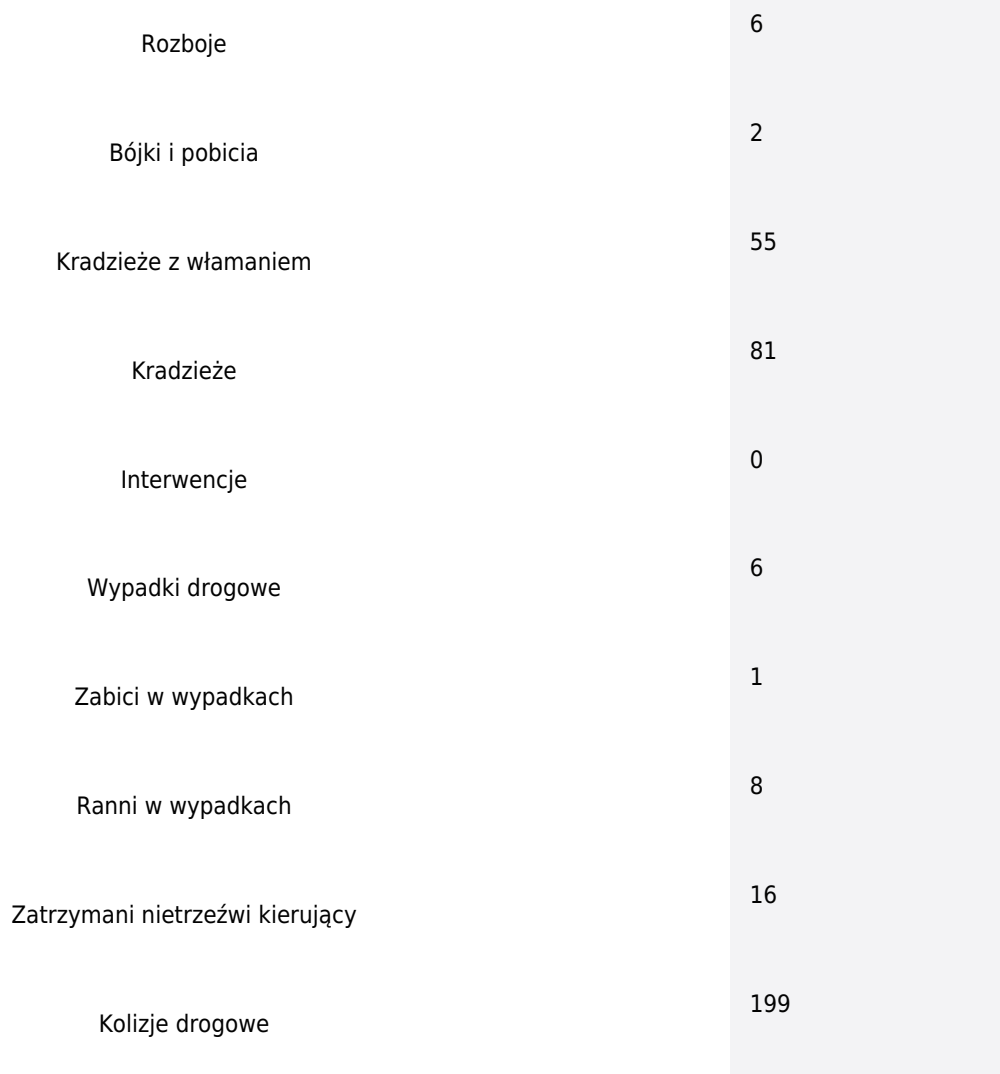 Rozboje
6
Bójki i pobicia
2
Kradzieże z włamaniem
55
Kradzieże
81
Interwencje
0
Wypadki drogowe
6
Zabici w wypadkach
1
Ranni w wypadkach
8
Zatrzymani nietrzeźwi kierujący
16
Kolizje drogowe
199